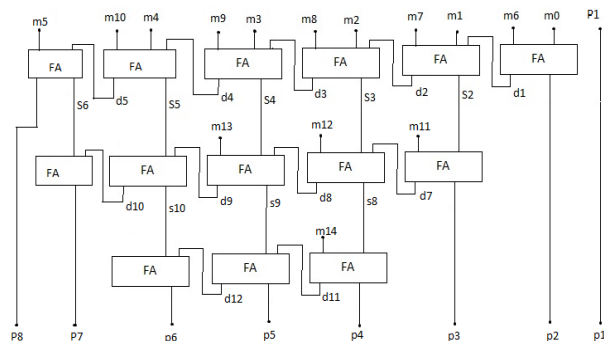 m5 m10 m4 m9 m3 m8 m2 m7 m1 m6 m0 P1
FA FA FA FA FA FA
S6 d5 S5 d4 S4 d3 S3 d2 S2 d1
m13 m12 m11
FA FA FA FA FA
d10 s10 d9 s9 d8 s8 d7
m14
FA FA FA
d12 d11
P8 P7 p6 p5 p4 p3 p2 p1